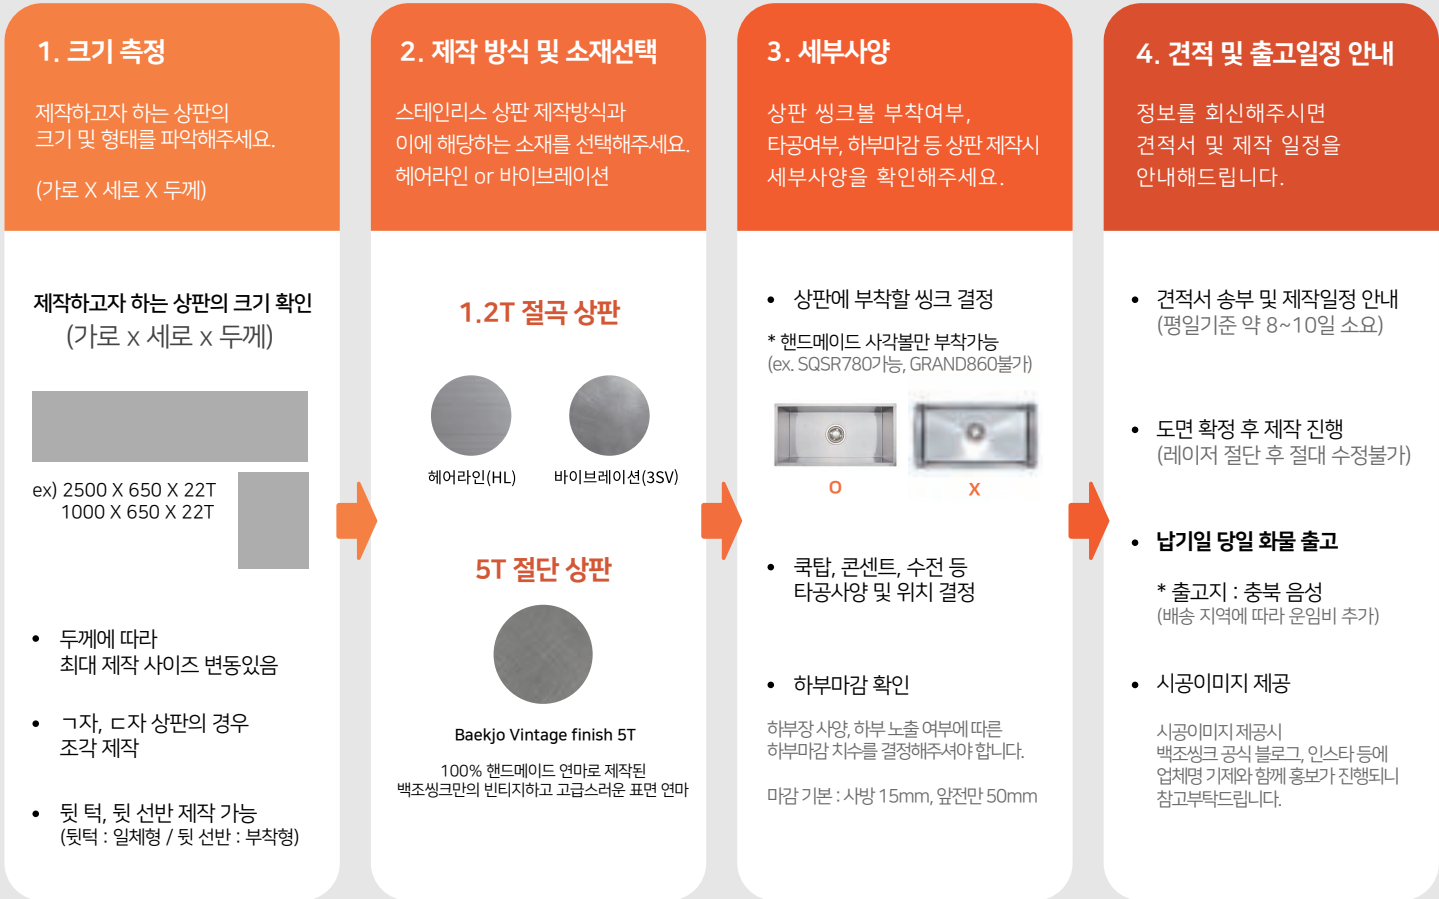 1. 크기 측정
제작하고자 하는 상판의
크기 및 형태를 파악해주세요.
(가로 X 세로 X 두께)
제작하고자 하는 상판의 크기 확인
(가로 x 세로 x 두께)
ex) 2500 X 650 X 22T
1000 X 650 X 22T
• 두께에 따라
최대 제작 사이즈 변동있음
• ㄱ자, ㄷ자 상판의 경우
조각 제작
• 뒷 턱, 뒷 선반 제작 가능
(뒷턱 : 일체형 / 뒷 선반 : 부착형)
2. 제작 방식 및 소재선택
스테인리스 상판 제작방식과
이에 해당하는 소재를 선택해주세요.
헤어라인 or 바이브레이션
1.2T 절곡 상판
헤어라인(HL)
바이브레이션(3SV)
5T 절단 상판
Baekjo Vintage finish 5T
100% 핸드메이드 연마로 제작된
백조씽크만의 빈티지하고 고급스러운 표면 연마
3. 세부사양
상판 씽크볼 부착여부,
타공여부, 하부마감 등 상판 제작시
세부사양을 확인해주세요.
• 상판에 부착할 씽크 결정
* 핸드메이드 사각볼만 부착가능
(ex. SQSR780가능, GRAND860불가)
O
X
• 쿡탑, 콘센트, 수전 등
타공사양 및 위치 결정
• 하부마감 확인
하부장 사양, 하부 노출 여부에 따른
하부마감 치수를 결정해주셔야 합니다.
마감 기본 : 사방 15mm, 앞전만 50mm
4. 견적 및 출고일정 안내
정보를 회신해주시면
견적서 및 제작 일정을
안내해드립니다.
• 견적서 송부 및 제작일정 안내
(평일기준 약 8~10일 소요)
• 도면 확정 후 제작 진행
(레이저 절단 후 절대 수정불가)
• 납기일 당일 화물 출고
* 출고지 : 충북 음성
(배송 지역에 따라 운임비 추가)
• 시공이미지 제공
시공이미지 제공시
백조씽크 공식 블로그, 인스타 등에
업체명 기제와 함께 홍보가 진행되니
참고부탁드립니다.